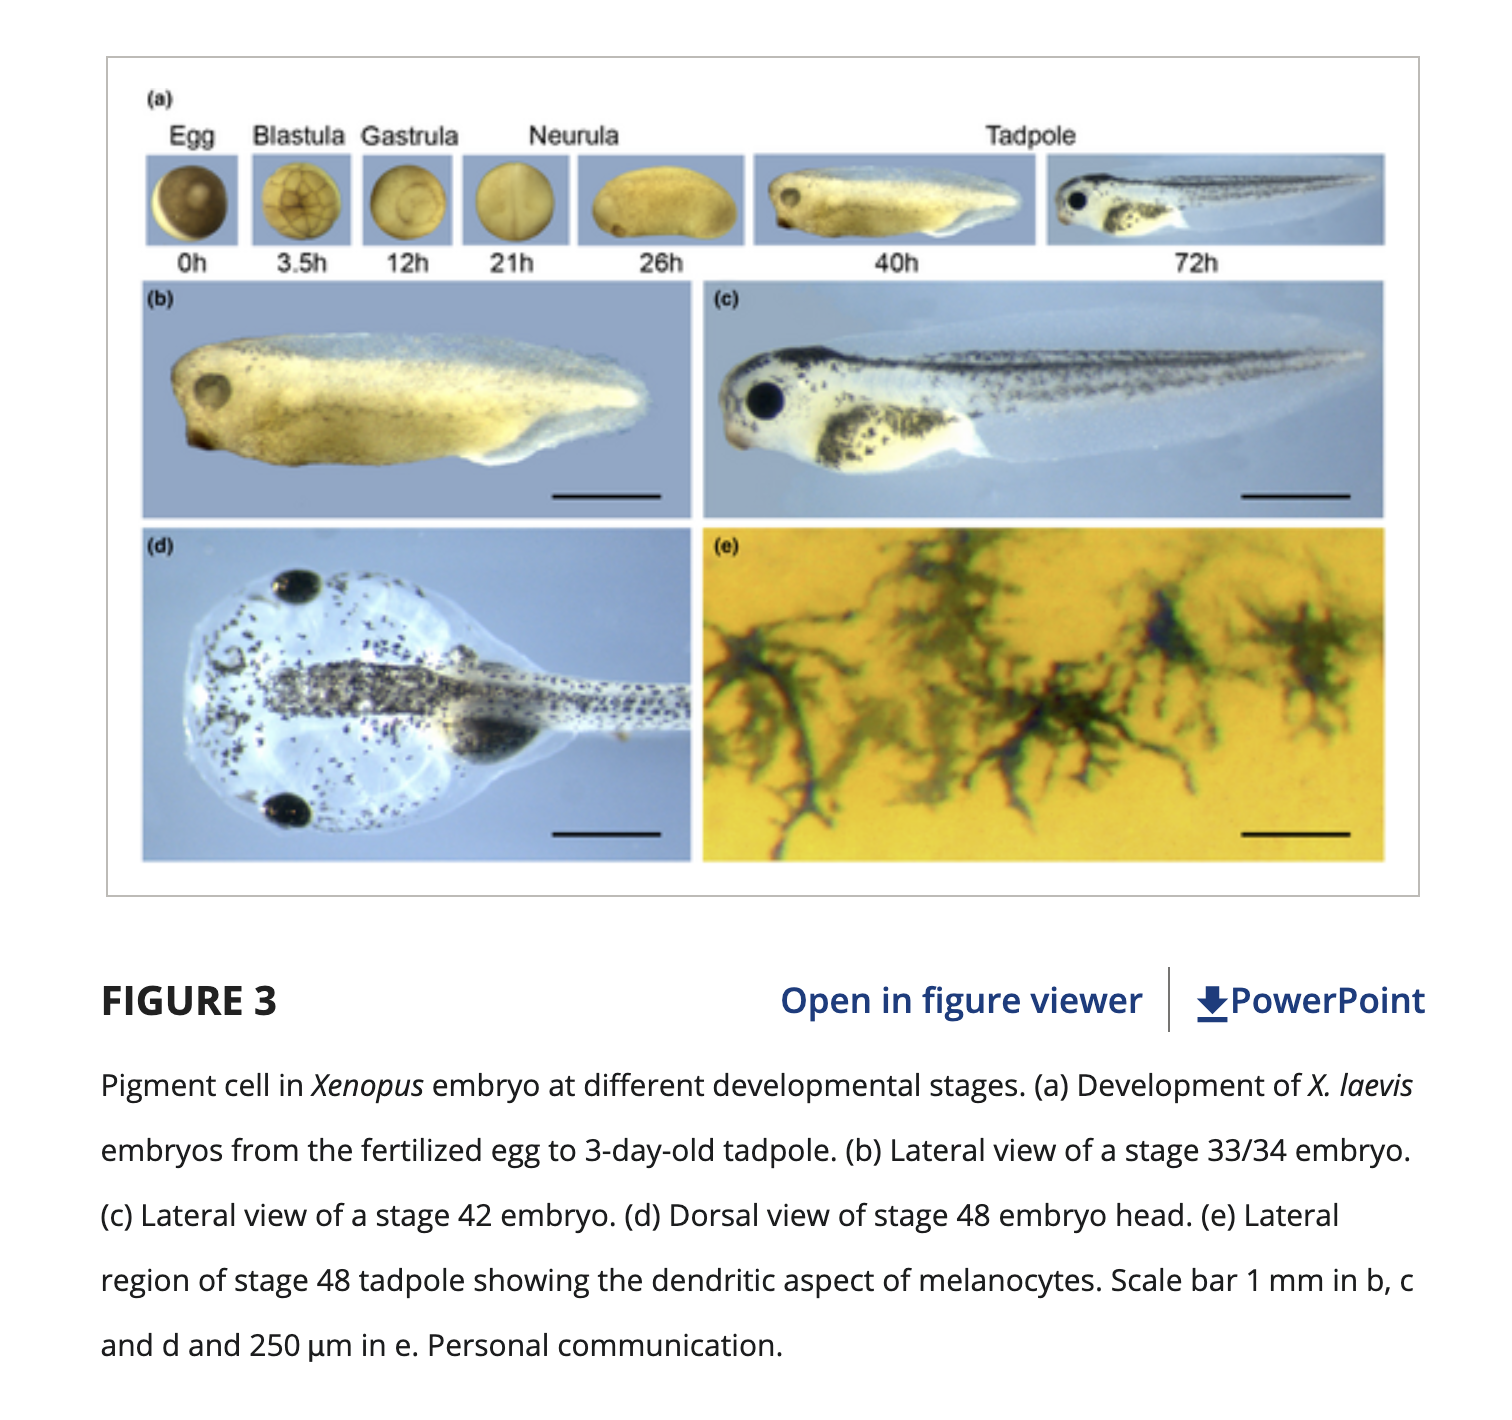 (a)
Egg Blastula Gastrula Neurula Tadpole
0h 3.5h 12h 21h 26h 40h 72h
(b) (c)
(d) (e)
FIGURE 3 Open in figure viewer PowerPoint
Pigment cell in Xenopus embryo at different developmental stages. (a) Development of X. laevis
embryos from the fertilized egg to 3-day-old tadpole. (b) Lateral view of a stage 33/34 embryo.
(c) Lateral view of a stage 42 embryo. (d) Dorsal view of stage 48 embryo head. (e) Lateral
region of stage 48 tadpole showing the dendritic aspect of melanocytes. Scale bar 1 mm in b, c
and d and 250 μm in e. Personal communication.